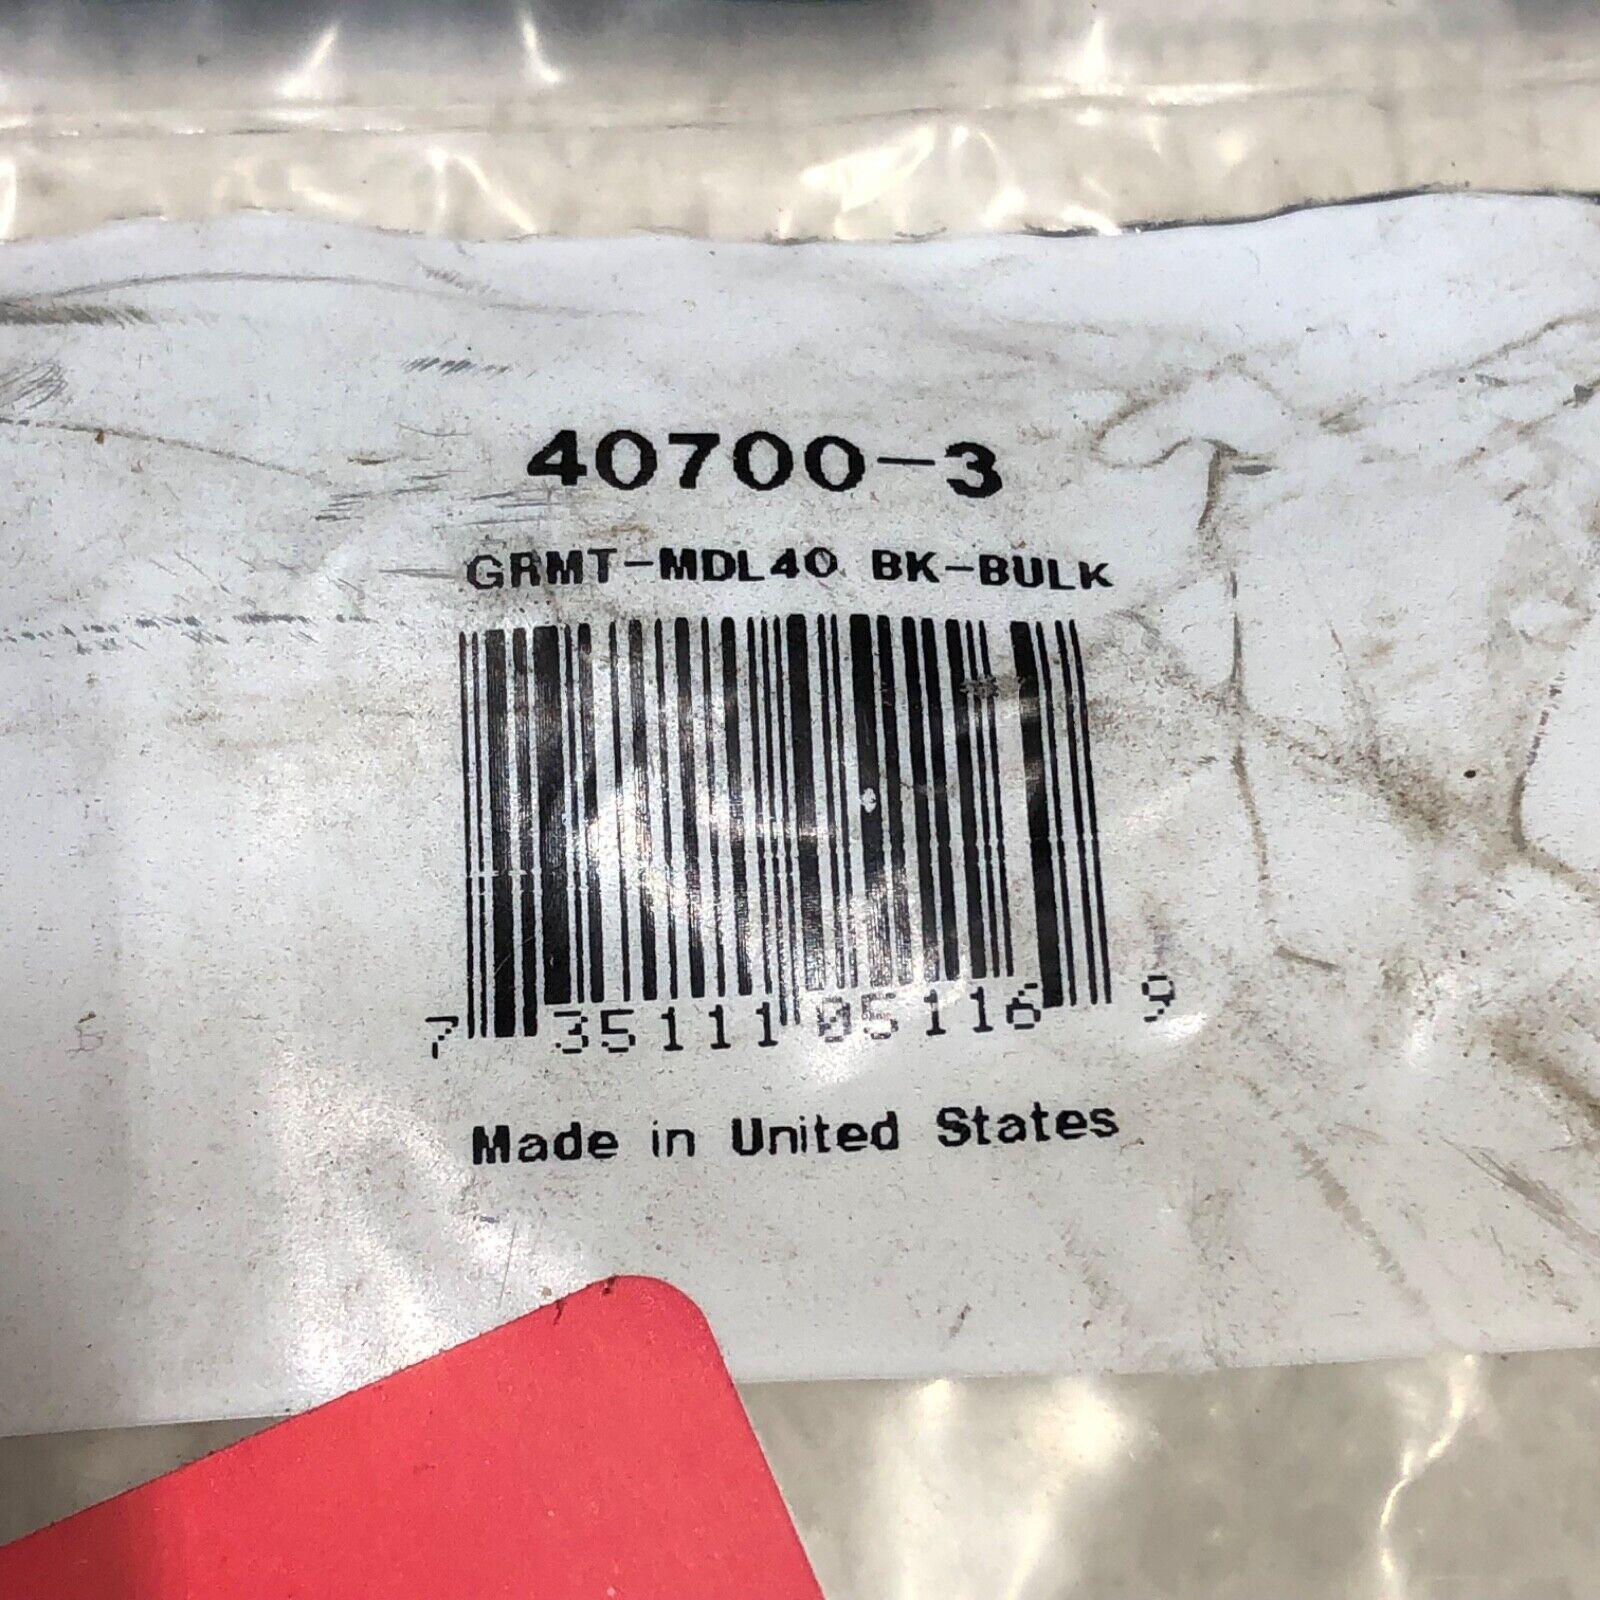 40700-3
GRMT-MDL40 BK-BULK
7 35111 05116 9
Made in United States